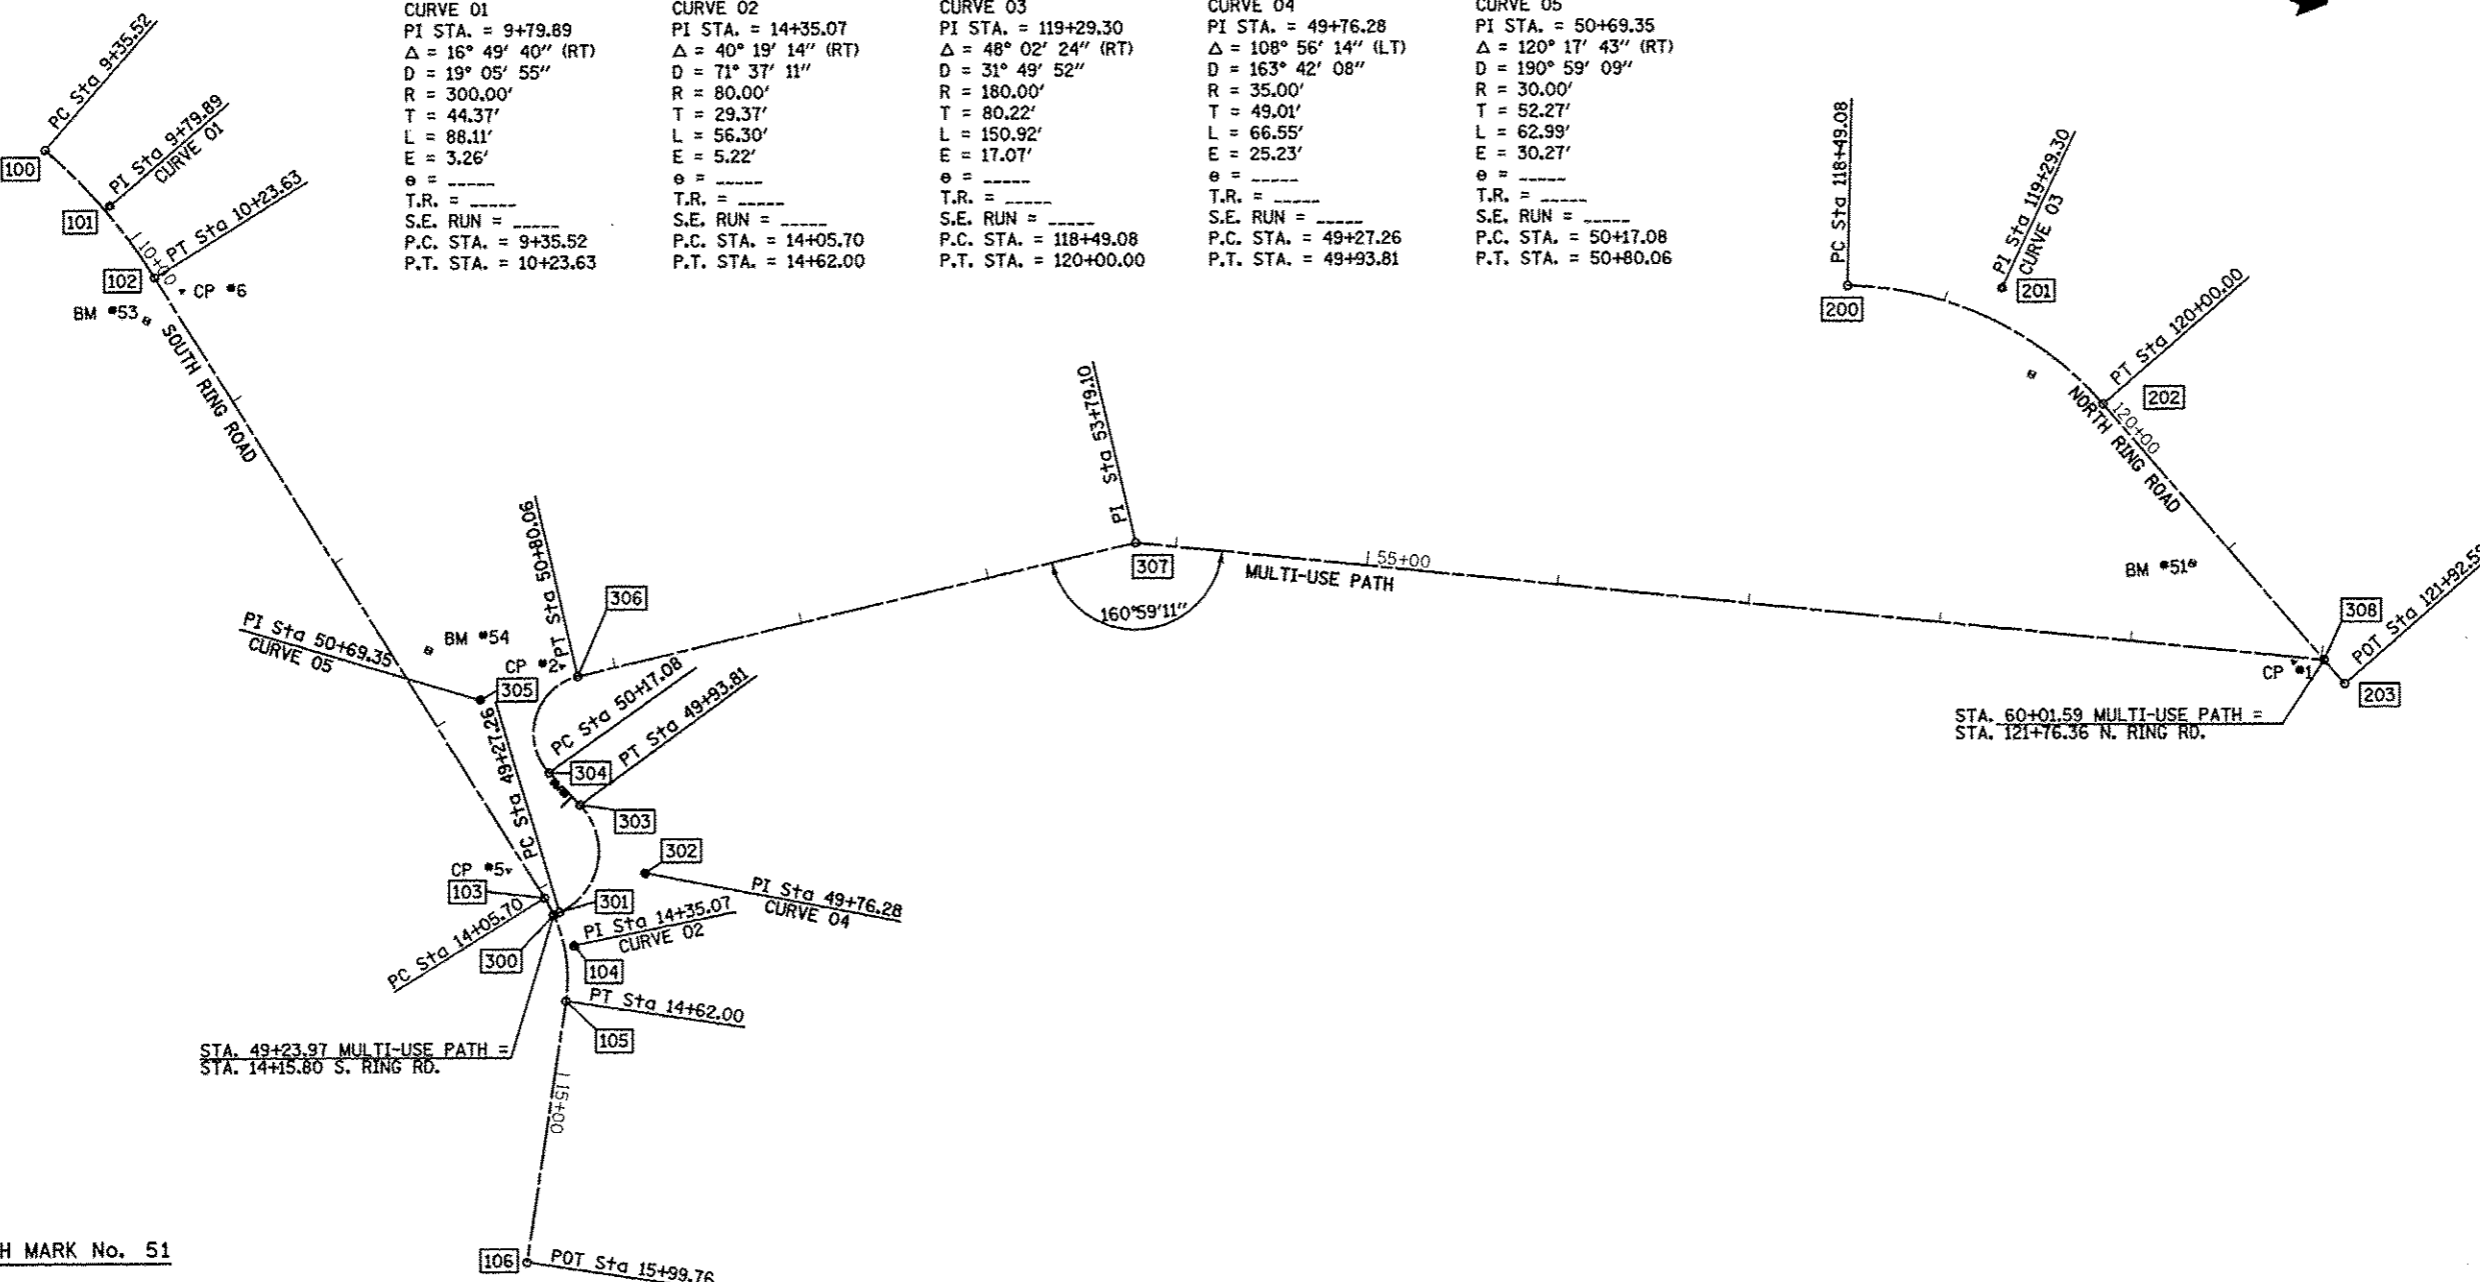 CURVE 01
PI STA. = 9+79.89
Δ = 16° 49' 40" (RT)
D = 19° 05' 55"
R = 300.00'
T = 44.37'
L = 88.11'
E = 3.26'
e = _____
T.R. = _____
S.E. RUN = _____
P.C. STA. = 9+35.52
P.T. STA. = 10+23.63
CURVE 02
PI STA. = 14+35.07
Δ = 40° 19' 14" (RT)
D = 71° 37' 11"
R = 80.00'
T = 29.37'
L = 56.30'
E = 5.22'
e = _____
T.R. = _____
S.E. RUN = _____
P.C. STA. = 14+05.70
P.T. STA. = 14+62.00
CURVE 03
PI STA. = 119+29.30
Δ = 48° 02' 24" (RT)
D = 31° 49' 52"
R = 180.00'
T = 80.22'
L = 150.92'
E = 17.07'
e = _____
T.R. = _____
S.E. RUN = _____
P.C. STA. = 118+49.08
P.T. STA. = 120+00.00
CURVE 04
PI STA. = 49+76.28
Δ = 108° 56' 14" (LT)
D = 163° 42' 08"
R = 35.00'
T = 49.01'
L = 66.55'
E = 25.23'
e = _____
T.R. = _____
S.E. RUN = _____
P.C. STA. = 49+27.26
P.T. STA. = 49+93.81
CURVE 05
PI STA. = 50+69.35
Δ = 120° 17' 43" (RT)
D = 190° 59' 09"
R = 30.00'
T = 52.27'
L = 62.99'
E = 30.27'
e = _____
T.R. = _____
S.E. RUN = _____
P.C. STA. = 50+17.08
P.T. STA. = 50+80.06
PC Sta 9+35.52
100
PI Sta 9+79.89
CURVE 01
101
PT Sta 10+23.63
10+00
102
CP #6
BM #53
SOUTH RING ROAD
PC Sta 118+49.08
200
PI Sta 119+29.30
CURVE 03
201
PT Sta 120+00.00
202
120+00
NORTH RING ROAD
PI Sta 53+79.10
307
160°59'11"
MULTI-USE PATH
55+00
BM #51
308
POT Sta 121+92.5
CP #1
203
STA. 60+01.59 MULTI-USE PATH =
STA. 121+76.36 N. RING RD.
PT Sta 50+80.06
306
PI Sta 50+69.35
CURVE 05
BM #54
CP #2
305
PC Sta 50+17.08
PT Sta 49+93.81
304
303
PC Sta 49+27.26
302
PI Sta 49+76.28
CURVE 04
CP #5
103
301
PC Sta 14+05.70
PI Sta 14+35.07
CURVE 02
300
104
PT Sta 14+62.00
105
STA. 49+23.97 MULTI-USE PATH =
STA. 14+15.80 S. RING RD.
15+00
106
POT Sta 15+99.76
H MARK No. 51